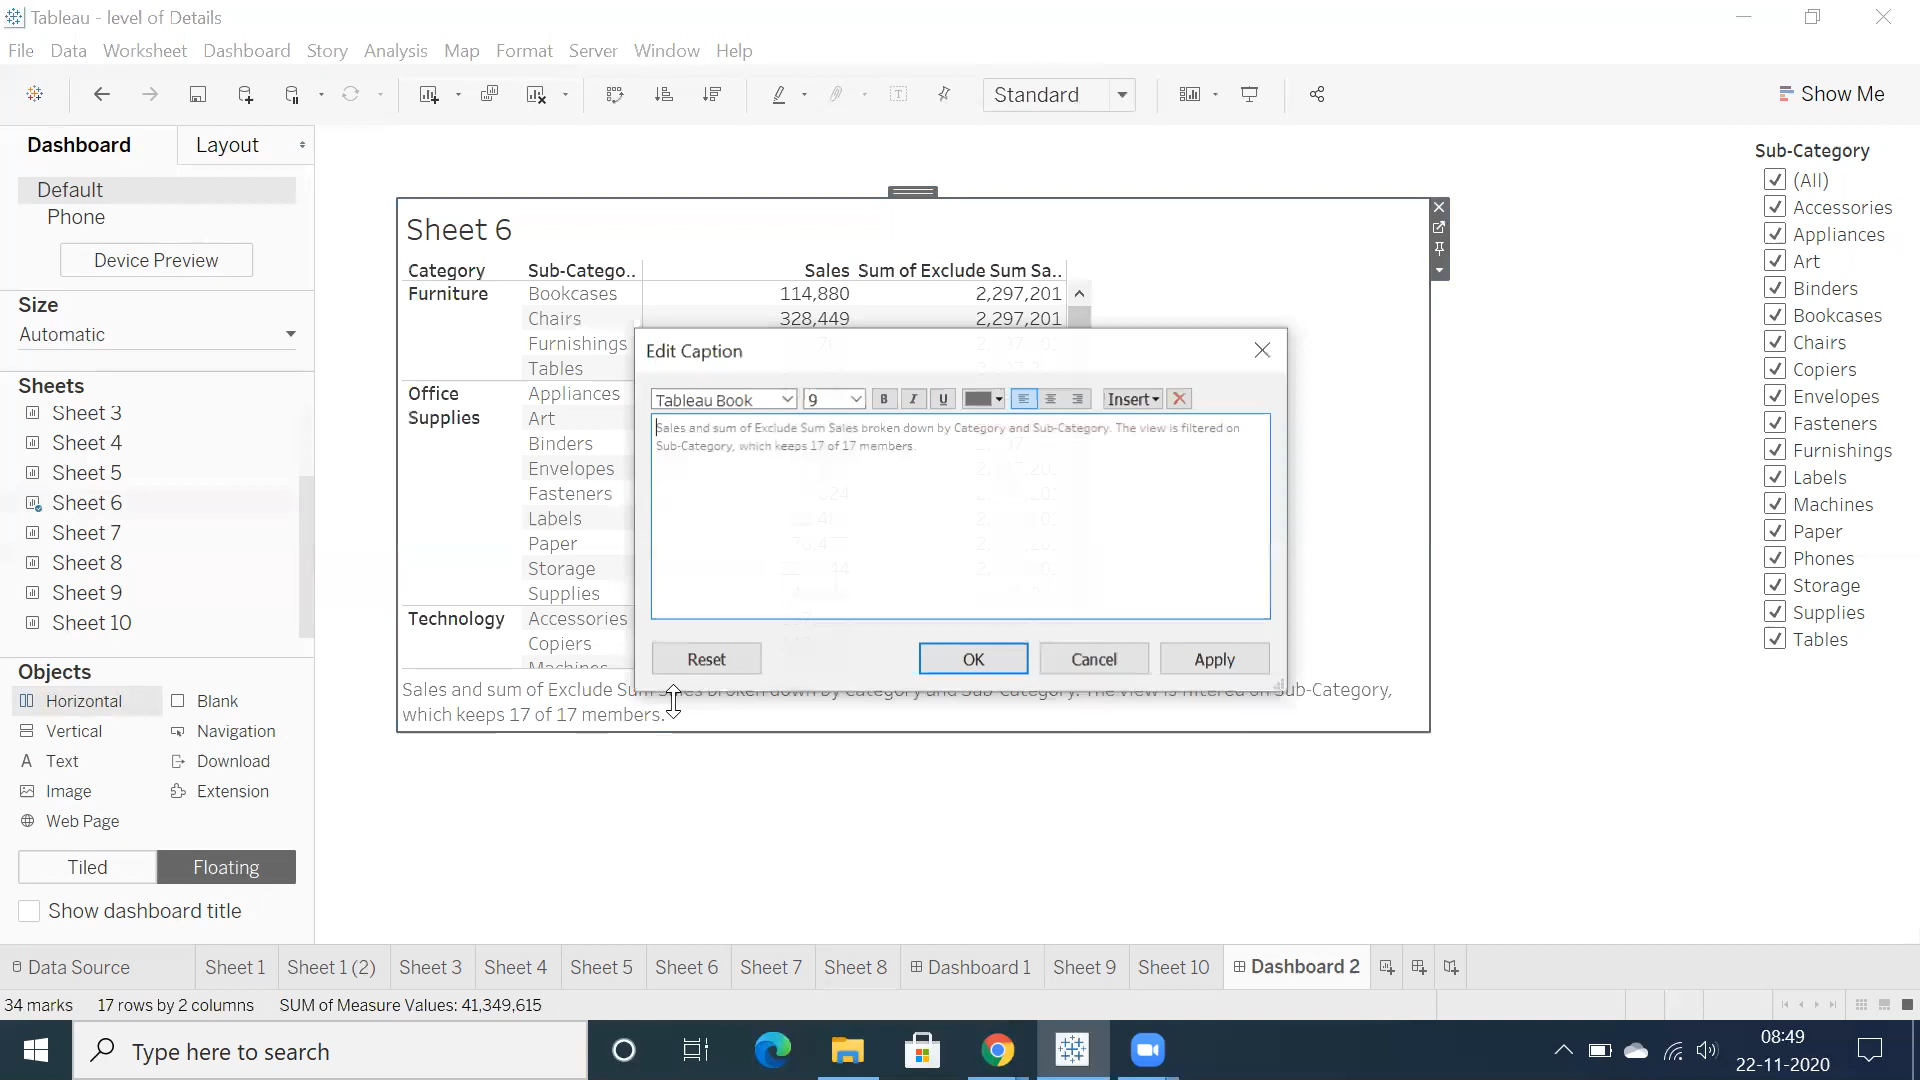 Tableau - level of Details
File Data Worksheet Dashboard Story Analysis Map Format Server Window Help
Standard
Show Me
Dashboard Layout
Default
Phone
Device Preview
Size
Automatic
Sheets
Sheet 3
Sheet 4
Sheet 5
Sheet 6
Sheet 7
Sheet 8
Sheet 9
Sheet 10
Objects
Horizontal Blank
Vertical Navigation
Text Download
Image Extension
Web Page
Tiled Floating
Show dashboard title
Sheet 6
Category Sub-Catego.. Sales Sum of Exclude Sum Sa..
Furniture Bookcases 114,880 2,297,201
Chairs 328,449 2,297,201
Furnishings
Tables
Office Appliances
Supplies Art
Binders
Envelopes
Fasteners
Labels
Paper
Storage
Supplies
Technology Accessories
Copiers
Machines
Edit Caption
Tableau Book 9 B I U Insert
Sales and sum of Exclude Sum Sales broken down by Category and Sub-Category. The view is filtered on
Sub-Category, which keeps 17 of 17 members.
Reset OK Cancel Apply
Sales and sum of Exclude Sum Sales broken down by Category and Sub-Category. The view is filtered on Sub-Category,
which keeps 17 of 17 members.
Sub-Category
(All)
Accessories
Appliances
Art
Binders
Bookcases
Chairs
Copiers
Envelopes
Fasteners
Furnishings
Labels
Machines
Paper
Phones
Storage
Supplies
Tables
Data Source Sheet 1 Sheet 1 (2) Sheet 3 Sheet 4 Sheet 5 Sheet 6 Sheet 7 Sheet 8 Dashboard 1 Sheet 9 Sheet 10 Dashboard 2
34 marks 17 rows by 2 columns SUM of Measure Values: 41,349,615
Type here to search
08:49
22-11-2020